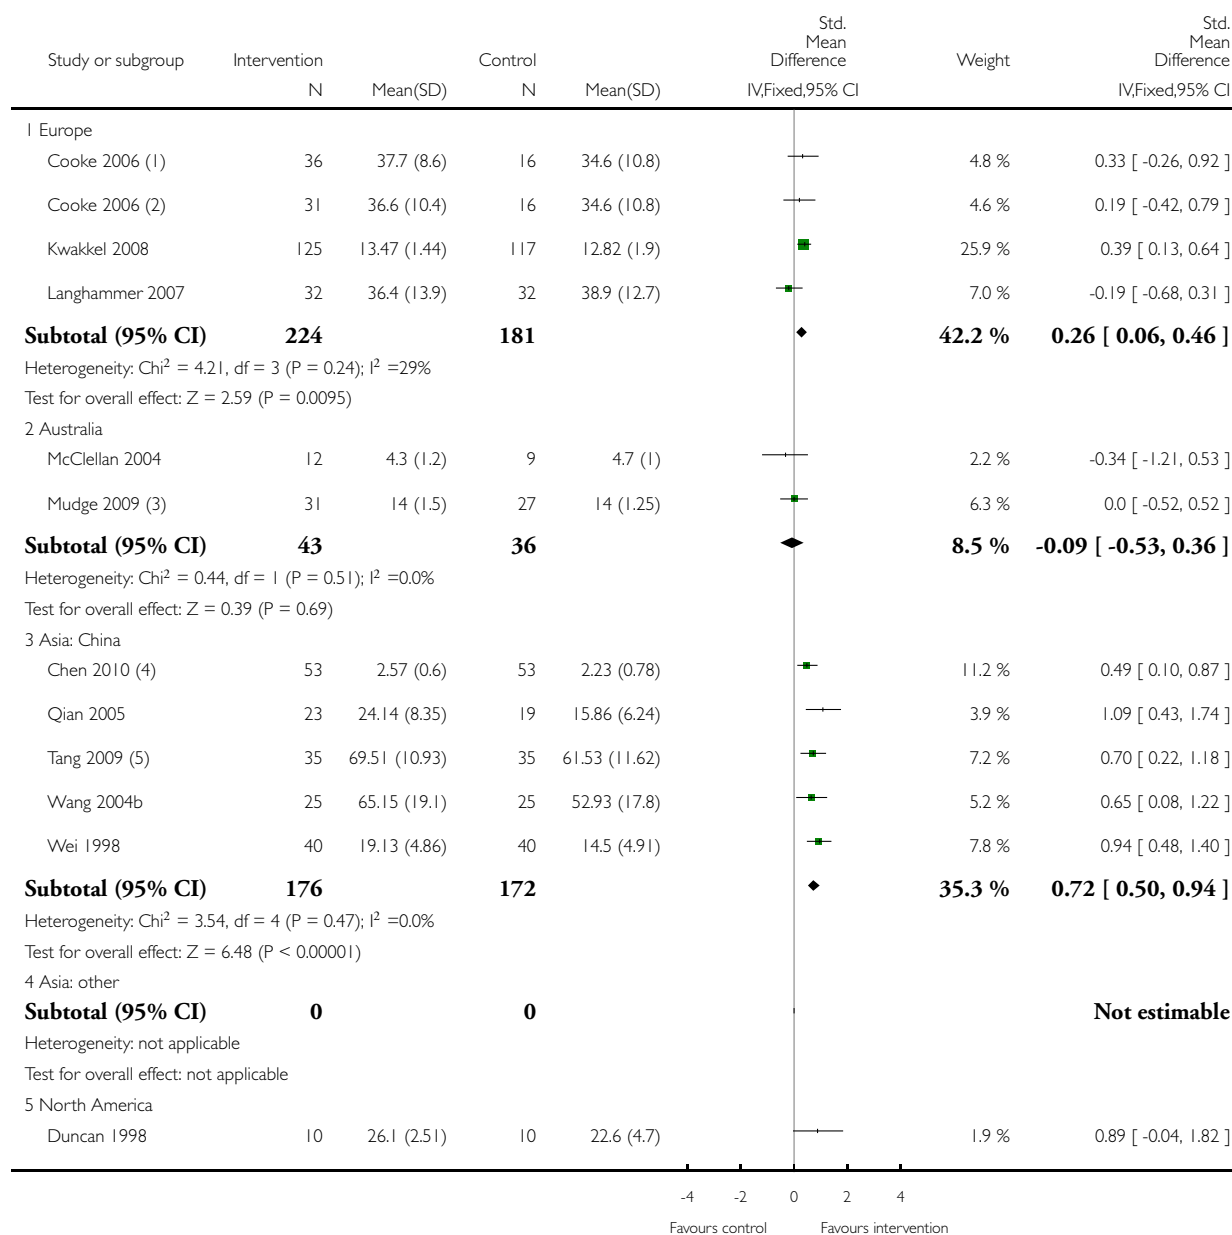 Std. Mean Difference Std. Mean Difference
Study or subgroup Intervention Control Weight
N Mean(SD) N Mean(SD) IV,Fixed,95% CI IV,Fixed,95% CI
1 Europe
Cooke 2006 (1) 36 37.7 (8.6) 16 34.6 (10.8) 4.8 % 0.33 [ -0.26, 0.92 ]
Cooke 2006 (2) 31 36.6 (10.4) 16 34.6 (10.8) 4.6 % 0.19 [ -0.42, 0.79 ]
Kwakkel 2008 125 13.47 (1.44) 117 12.82 (1.9) 25.9 % 0.39 [ 0.13, 0.64 ]
Langhammer 2007 32 36.4 (13.9) 32 38.9 (12.7) 7.0 % -0.19 [ -0.68, 0.31 ]
Subtotal (95% CI) 224 181 42.2 % 0.26 [ 0.06, 0.46 ]
Heterogeneity: Chi² = 4.21, df = 3 (P = 0.24); I² =29%
Test for overall effect: Z = 2.59 (P = 0.0095)
2 Australia
McClellan 2004 12 4.3 (1.2) 9 4.7 (1) 2.2 % -0.34 [ -1.21, 0.53 ]
Mudge 2009 (3) 31 14 (1.5) 27 14 (1.25) 6.3 % 0.0 [ -0.52, 0.52 ]
Subtotal (95% CI) 43 36 8.5 % -0.09 [ -0.53, 0.36 ]
Heterogeneity: Chi² = 0.44, df = 1 (P = 0.51); I² =0.0%
Test for overall effect: Z = 0.39 (P = 0.69)
3 Asia: China
Chen 2010 (4) 53 2.57 (0.6) 53 2.23 (0.78) 11.2 % 0.49 [ 0.10, 0.87 ]
Qian 2005 23 24.14 (8.35) 19 15.86 (6.24) 3.9 % 1.09 [ 0.43, 1.74 ]
Tang 2009 (5) 35 69.51 (10.93) 35 61.53 (11.62) 7.2 % 0.70 [ 0.22, 1.18 ]
Wang 2004b 25 65.15 (19.1) 25 52.93 (17.8) 5.2 % 0.65 [ 0.08, 1.22 ]
Wei 1998 40 19.13 (4.86) 40 14.5 (4.91) 7.8 % 0.94 [ 0.48, 1.40 ]
Subtotal (95% CI) 176 172 35.3 % 0.72 [ 0.50, 0.94 ]
Heterogeneity: Chi² = 3.54, df = 4 (P = 0.47); I² =0.0%
Test for overall effect: Z = 6.48 (P < 0.00001)
4 Asia: other
Subtotal (95% CI) 0 0 Not estimable
Heterogeneity: not applicable
Test for overall effect: not applicable
5 North America
Duncan 1998 10 26.1 (2.51) 10 22.6 (4.7) 1.9 % 0.89 [ -0.04, 1.82 ]
-4 -2 0 2 4
Favours control Favours intervention